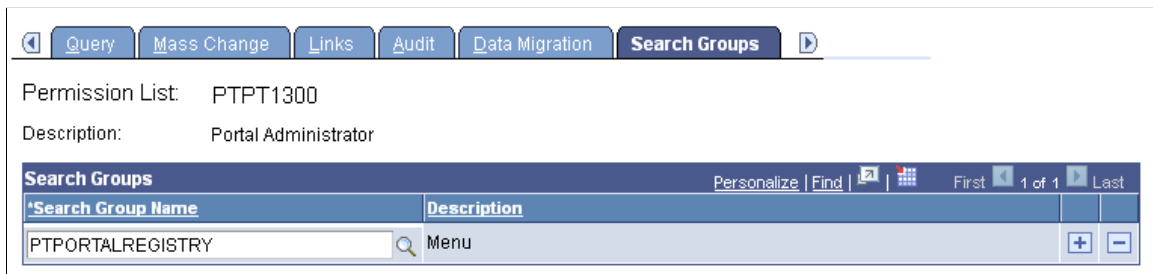 Query Mass Change Links Audit Data Migration Search Groups
Permission List: PTPT1300
Description: Portal Administrator
Search Groups Personalize | Find | | First 1 of 1 Last
*Search Group Name Description
PTPORTALREGISTRY Menu